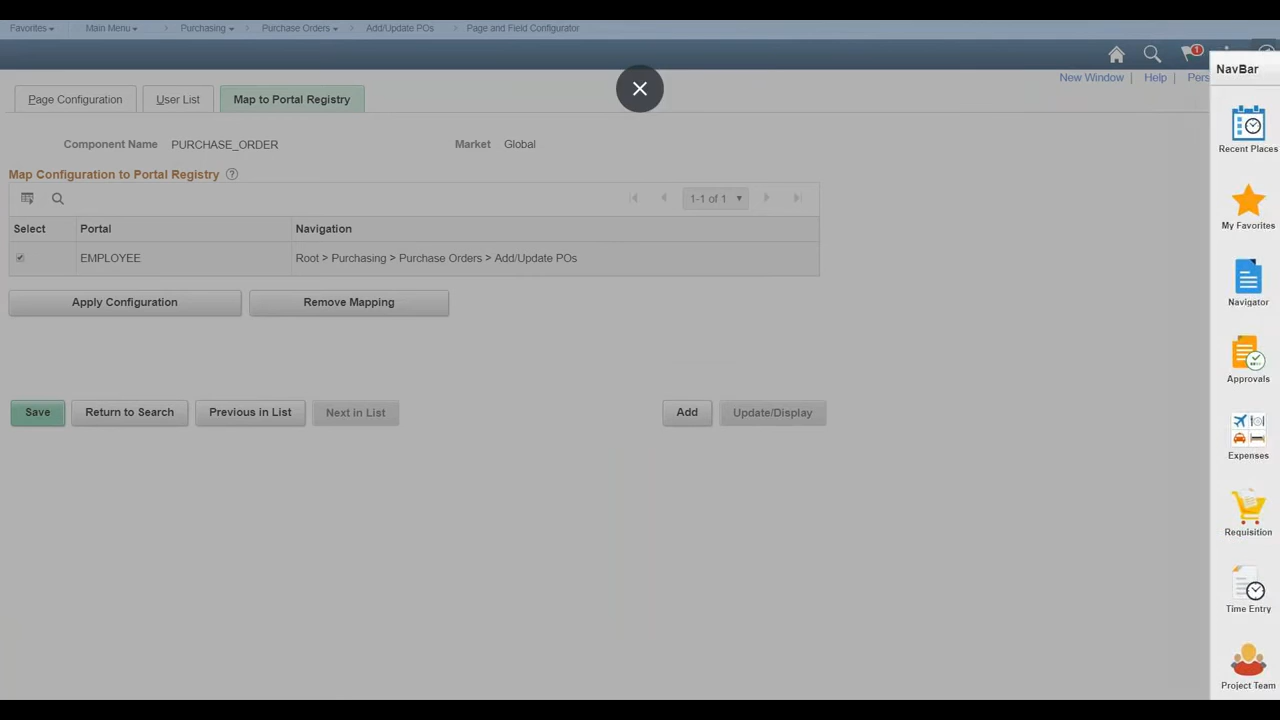 Favorites Main Menu > Purchasing > Purchase Orders > Add/Update POs > Page and Field Configurator
1
New Window | Help |
NavBar
Page Configuration User List Map to Portal Registry
Component Name PURCHASE_ORDER Market Global
Map Configuration to Portal Registry ?
1-1 of 1
Select Portal Navigation
EMPLOYEE Root > Purchasing > Purchase Orders > Add/Update POs
Apply Configuration Remove Mapping
Save Return to Search Previous in List Next in List Add Update/Display
Recent Places
My Favorites
Navigator
Approvals
Expenses
Requisition
Time Entry
Project Team